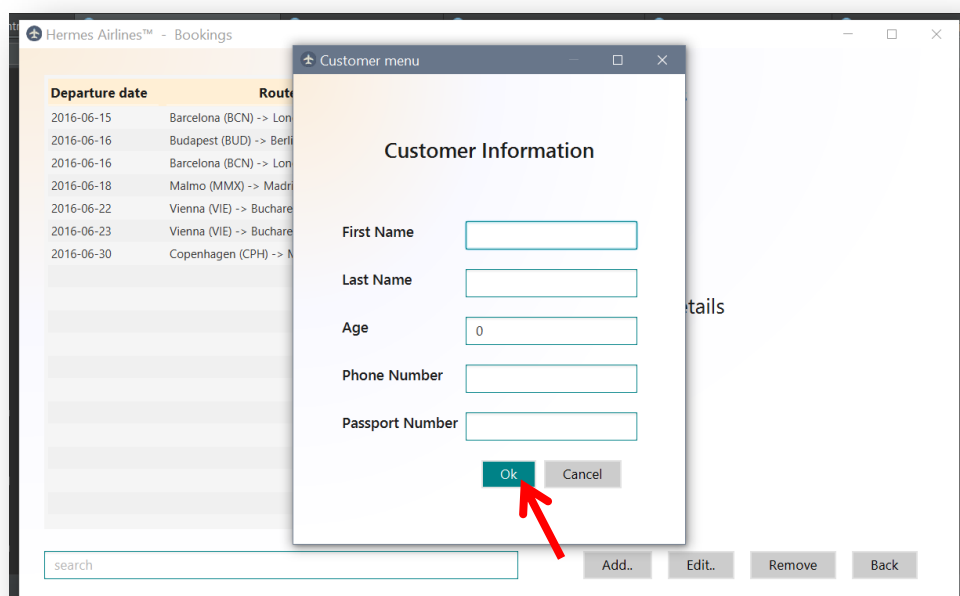 Hermes Airlines™ - Bookings
Customer menu
Departure date Route
2016-06-15 Barcelona (BCN) -> Lon
2016-06-16 Budapest (BUD) -> Berli
2016-06-16 Barcelona (BCN) -> Lon
2016-06-18 Malmo (MMX) -> Madri
2016-06-22 Vienna (VIE) -> Buchare
2016-06-23 Vienna (VIE) -> Buchare
2016-06-30 Copenhagen (CPH) ->
Customer Information
First Name
Last Name
Age 0
Phone Number
Passport Number
Ok Cancel
etails
search
Add.. Edit.. Remove Back